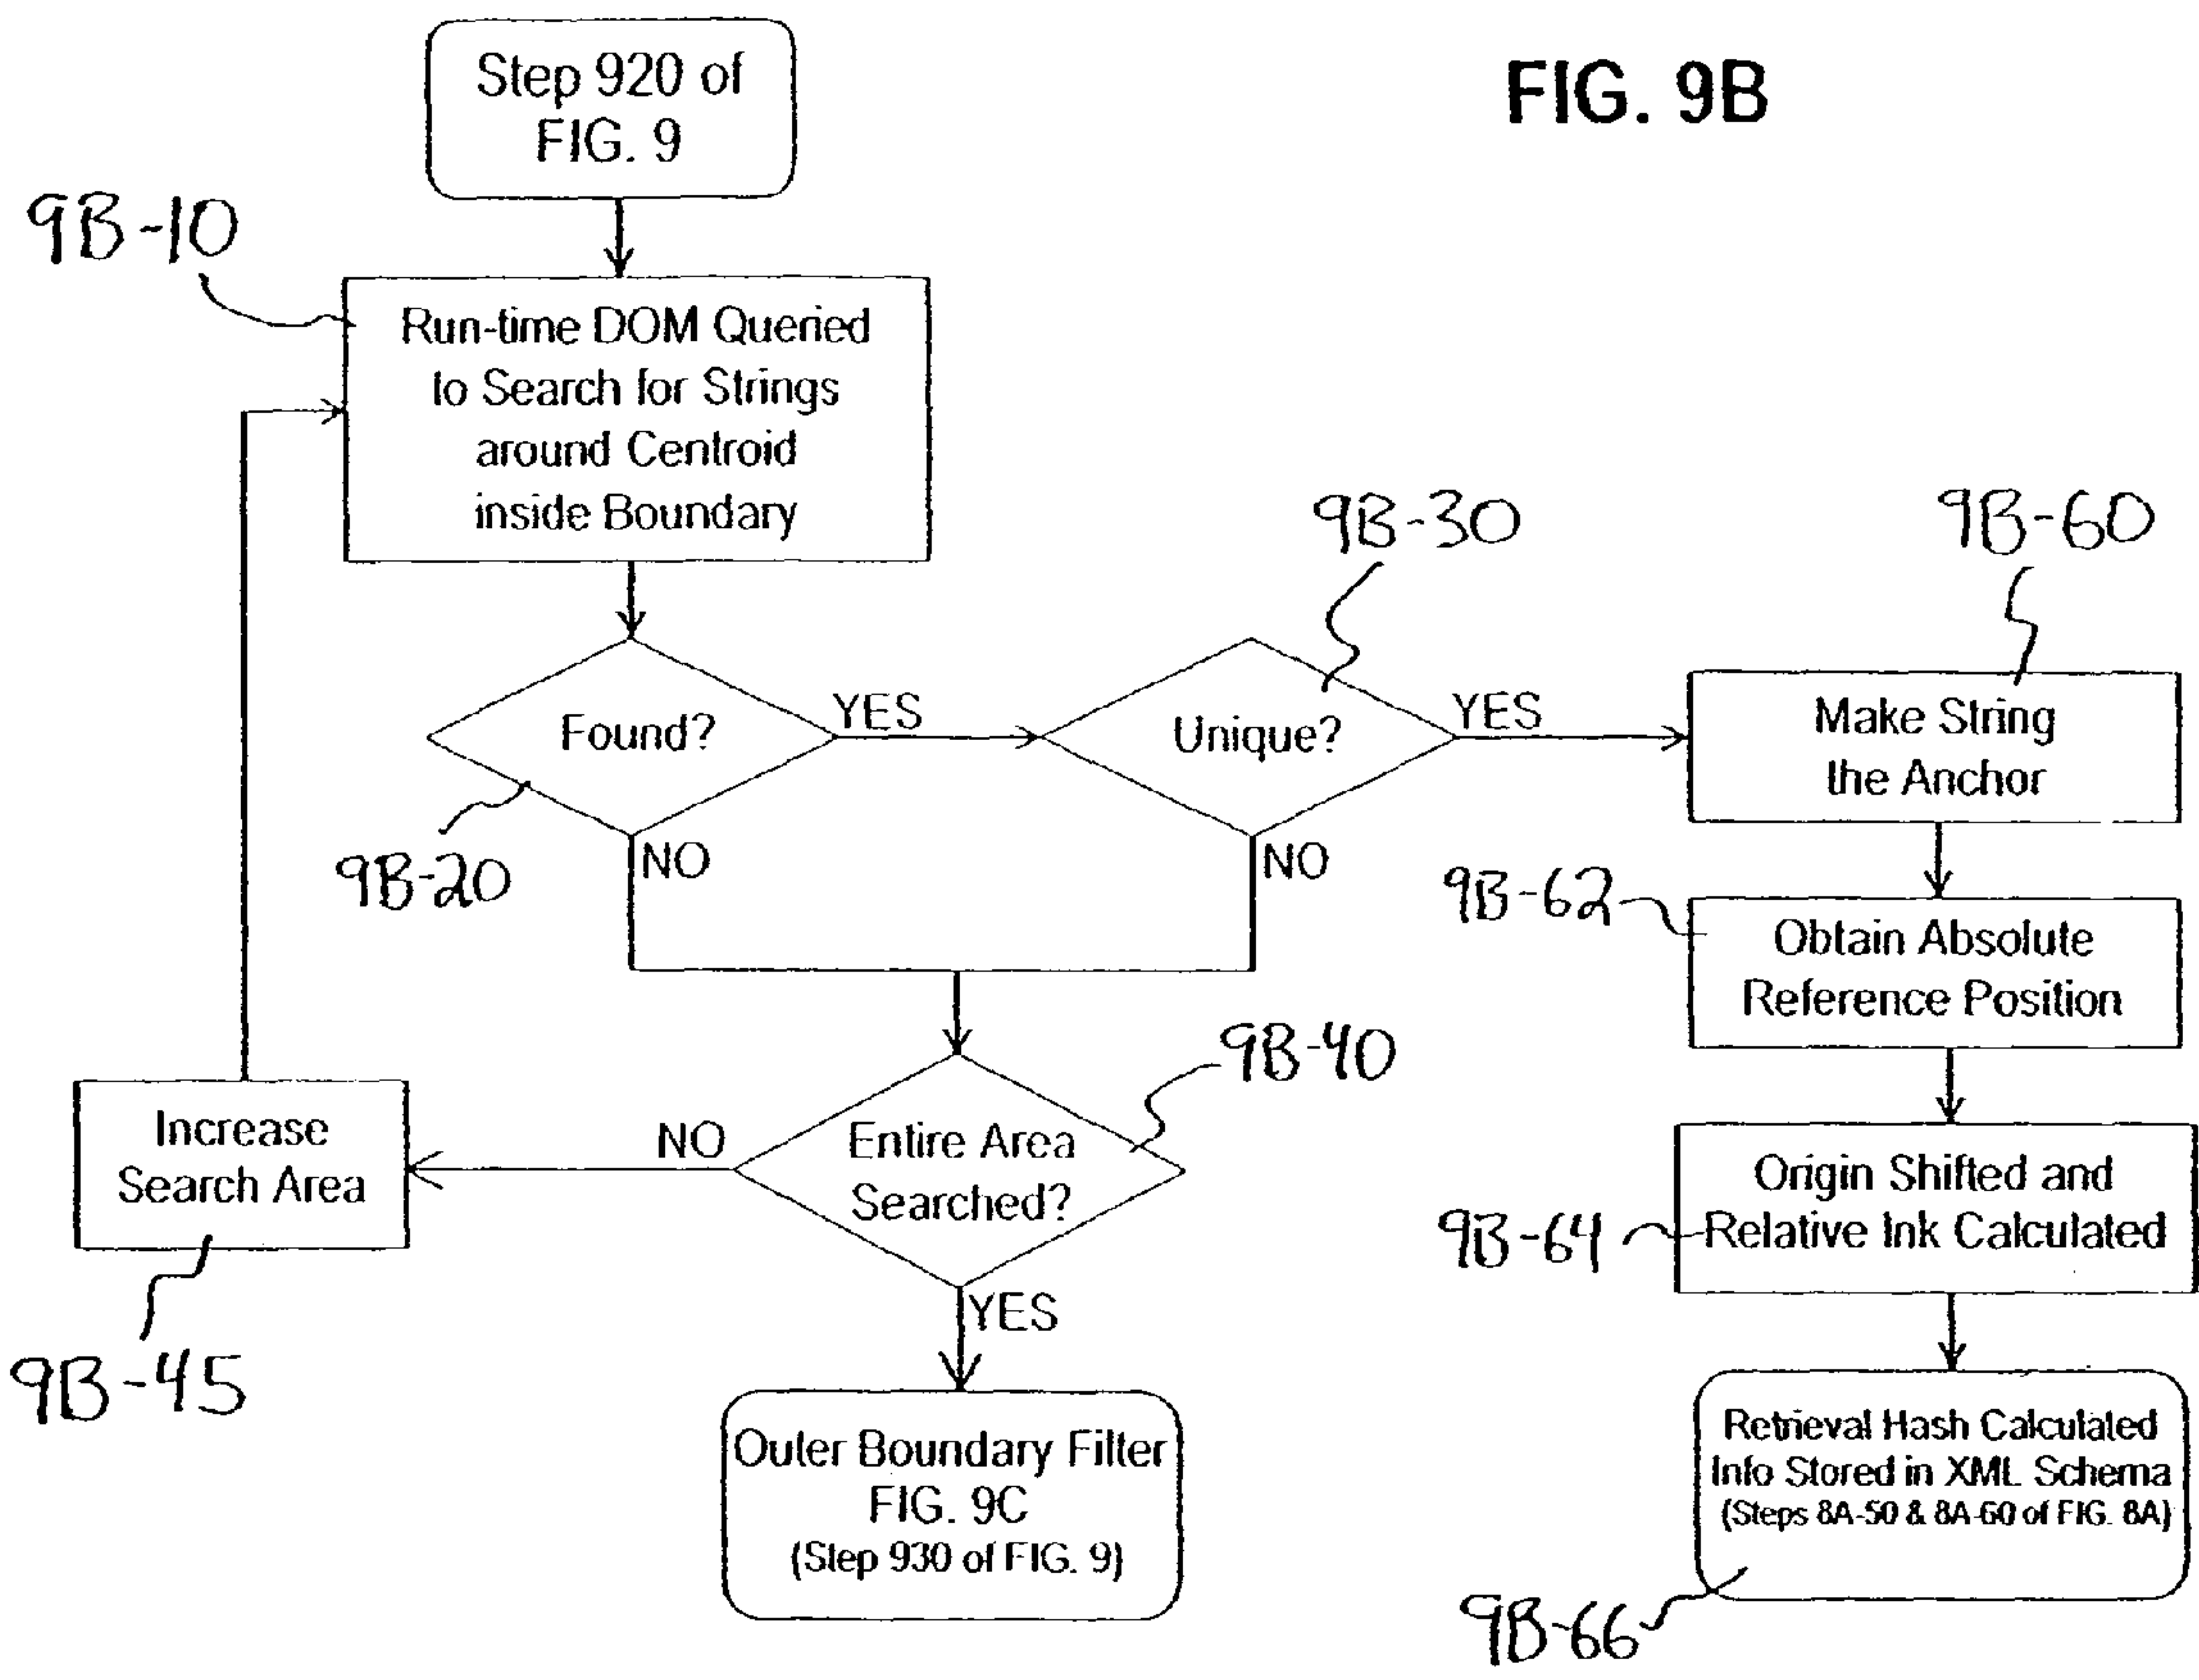 FIG. 9B
Step 920 of
FIG. 9
9B-10
Run-time DOM Queried
to Search for Strings
around Centroid
inside Boundary
9B-30
9B-60
Found?
YES
Unique?
YES
Make String
the Anchor
9B-20
NO
NO
9B-62
Obtain Absolute
Reference Position
9B-40
Increase
Search Area
NO
Entire Area
Searched?
Origin Shifted and
Relative Ink Calculated
9B-64
YES
9B-45
Outer Boundary Filter
FIG. 9C
(Step 930 of FIG. 9)
Retrieval Hash Calculated
Info Stored in XML Schema
(Steps 8A-50 & 8A-60 of FIG. 8A)
9B-66